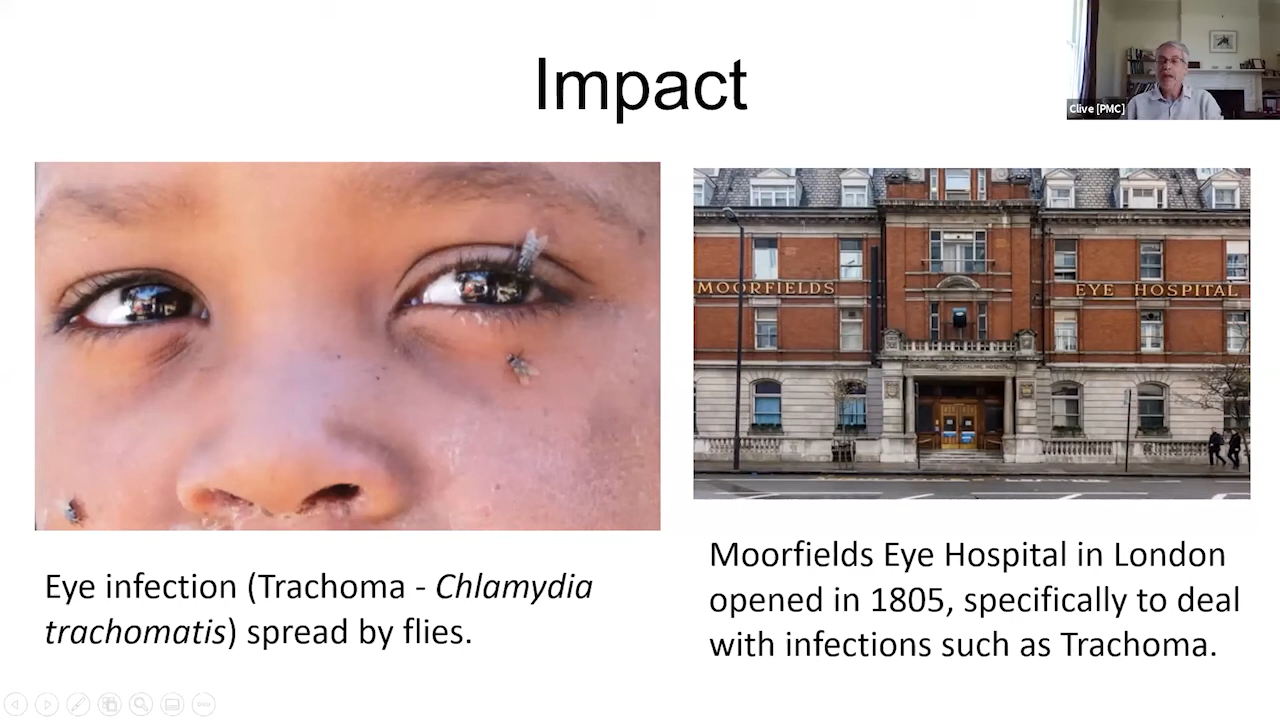 Impact
Clive [PMC]
MOORFIELDS
EYE HOSPITAL
Eye infection (Trachoma - Chlamydia
trachomatis) spread by flies.
Moorfields Eye Hospital in London
opened in 1805, specifically to deal
with infections such as Trachoma.